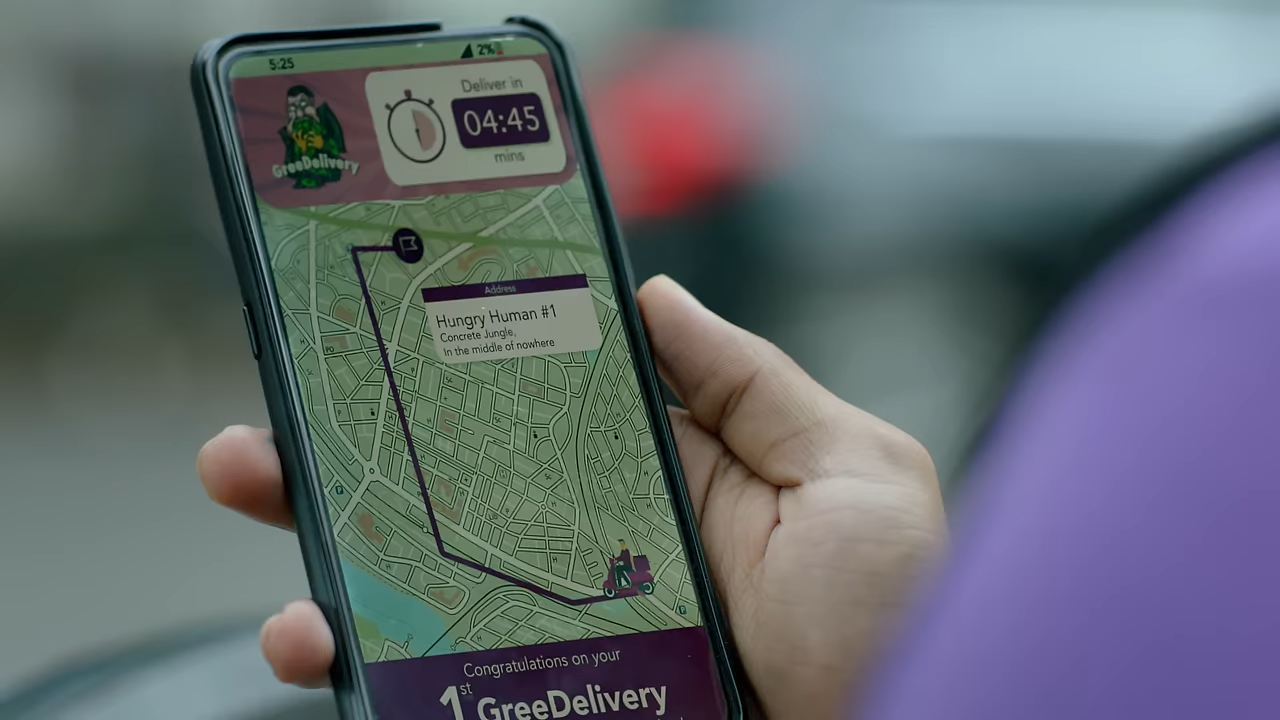 5:25
2%
GreeDelivery
Deliver in
04:45
mins
Address
Hungry Human #1
Concrete Jungle,
In the middle of nowhere
Congratulations on your
1st GreeDelivery